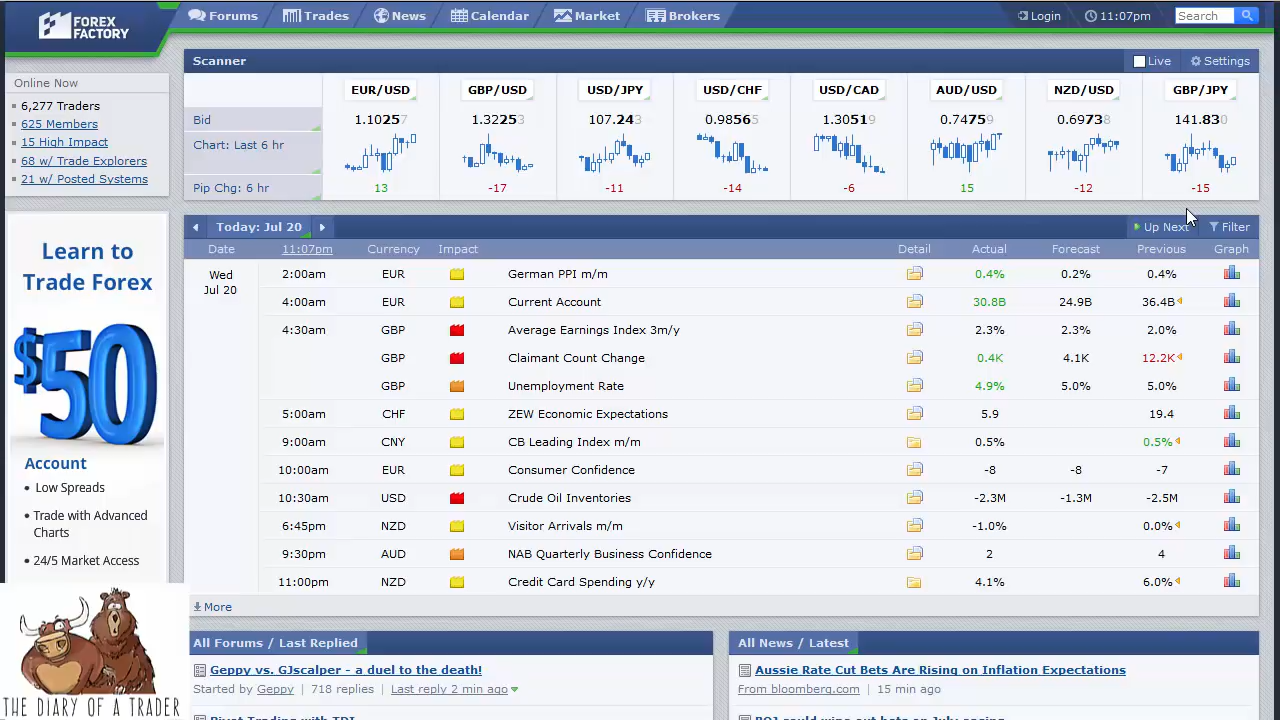 FOREX FACTORY
Forums Trades News Calendar Market Brokers Login 11:07pm Search
Online Now
6,277 Traders
625 Members
15 High Impact
68 w/ Trade Explorers
21 w/ Posted Systems
Learn to
Trade Forex
$50
Account
• Low Spreads
• Trade with Advanced
Charts
• 24/5 Market Access
THE DIARY OF A TRADER
Scanner Live Settings
EUR/USD GBP/USD USD/JPY USD/CHF USD/CAD AUD/USD NZD/USD GBP/JPY
Bid 1.10257 1.32253 107.243 0.98565 1.30519 0.74759 0.69738 141.830
Chart: Last 6 hr
Pip Chg: 6 hr 13 -17 -11 -14 -6 15 -12 -15
Today: Jul 20 Up Next Filter
Date 11:07pm Currency Impact Detail Actual Forecast Previous Graph
Wed
Jul 20
2:00am EUR German PPI m/m 0.4% 0.2% 0.4%
4:00am EUR Current Account 30.8B 24.9B 36.4B
4:30am GBP Average Earnings Index 3m/y 2.3% 2.3% 2.0%
GBP Claimant Count Change 0.4K 4.1K 12.2K
GBP Unemployment Rate 4.9% 5.0% 5.0%
5:00am CHF ZEW Economic Expectations 5.9 19.4
9:00am CNY CB Leading Index m/m 0.5% 0.5%
10:00am EUR Consumer Confidence -8 -8 -7
10:30am USD Crude Oil Inventories -2.3M -1.3M -2.5M
6:45pm NZD Visitor Arrivals m/m -1.0% 0.0%
9:30pm AUD NAB Quarterly Business Confidence 2 4
11:00pm NZD Credit Card Spending y/y 4.1% 6.0%
More
All Forums / Last Replied
Geppy vs. GJscalper - a duel to the death!
Started by Geppy | 718 replies | Last reply 2 min ago
Pivot Trading with TDI
All News / Latest
Aussie Rate Cut Bets Are Rising on Inflation Expectations
From bloomberg.com | 15 min ago